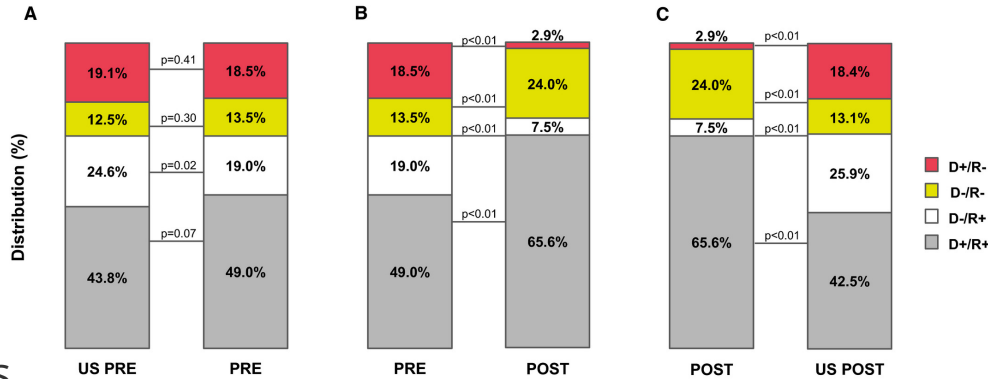 A
B
C
Distribution (%)
19.1%
12.5%
24.6%
43.8%
p=0.41
p=0.30
p=0.02
p=0.07
18.5%
13.5%
19.0%
49.0%
US PRE
PRE
18.5%
13.5%
19.0%
49.0%
p<0.01
p<0.01
p<0.01
p<0.01
2.9%
24.0%
7.5%
65.6%
PRE
POST
2.9%
24.0%
7.5%
65.6%
p<0.01
p<0.01
p<0.01
p<0.01
18.4%
13.1%
25.9%
42.5%
POST
US POST
D+/R-
D-/R-
D-/R+
D+/R+